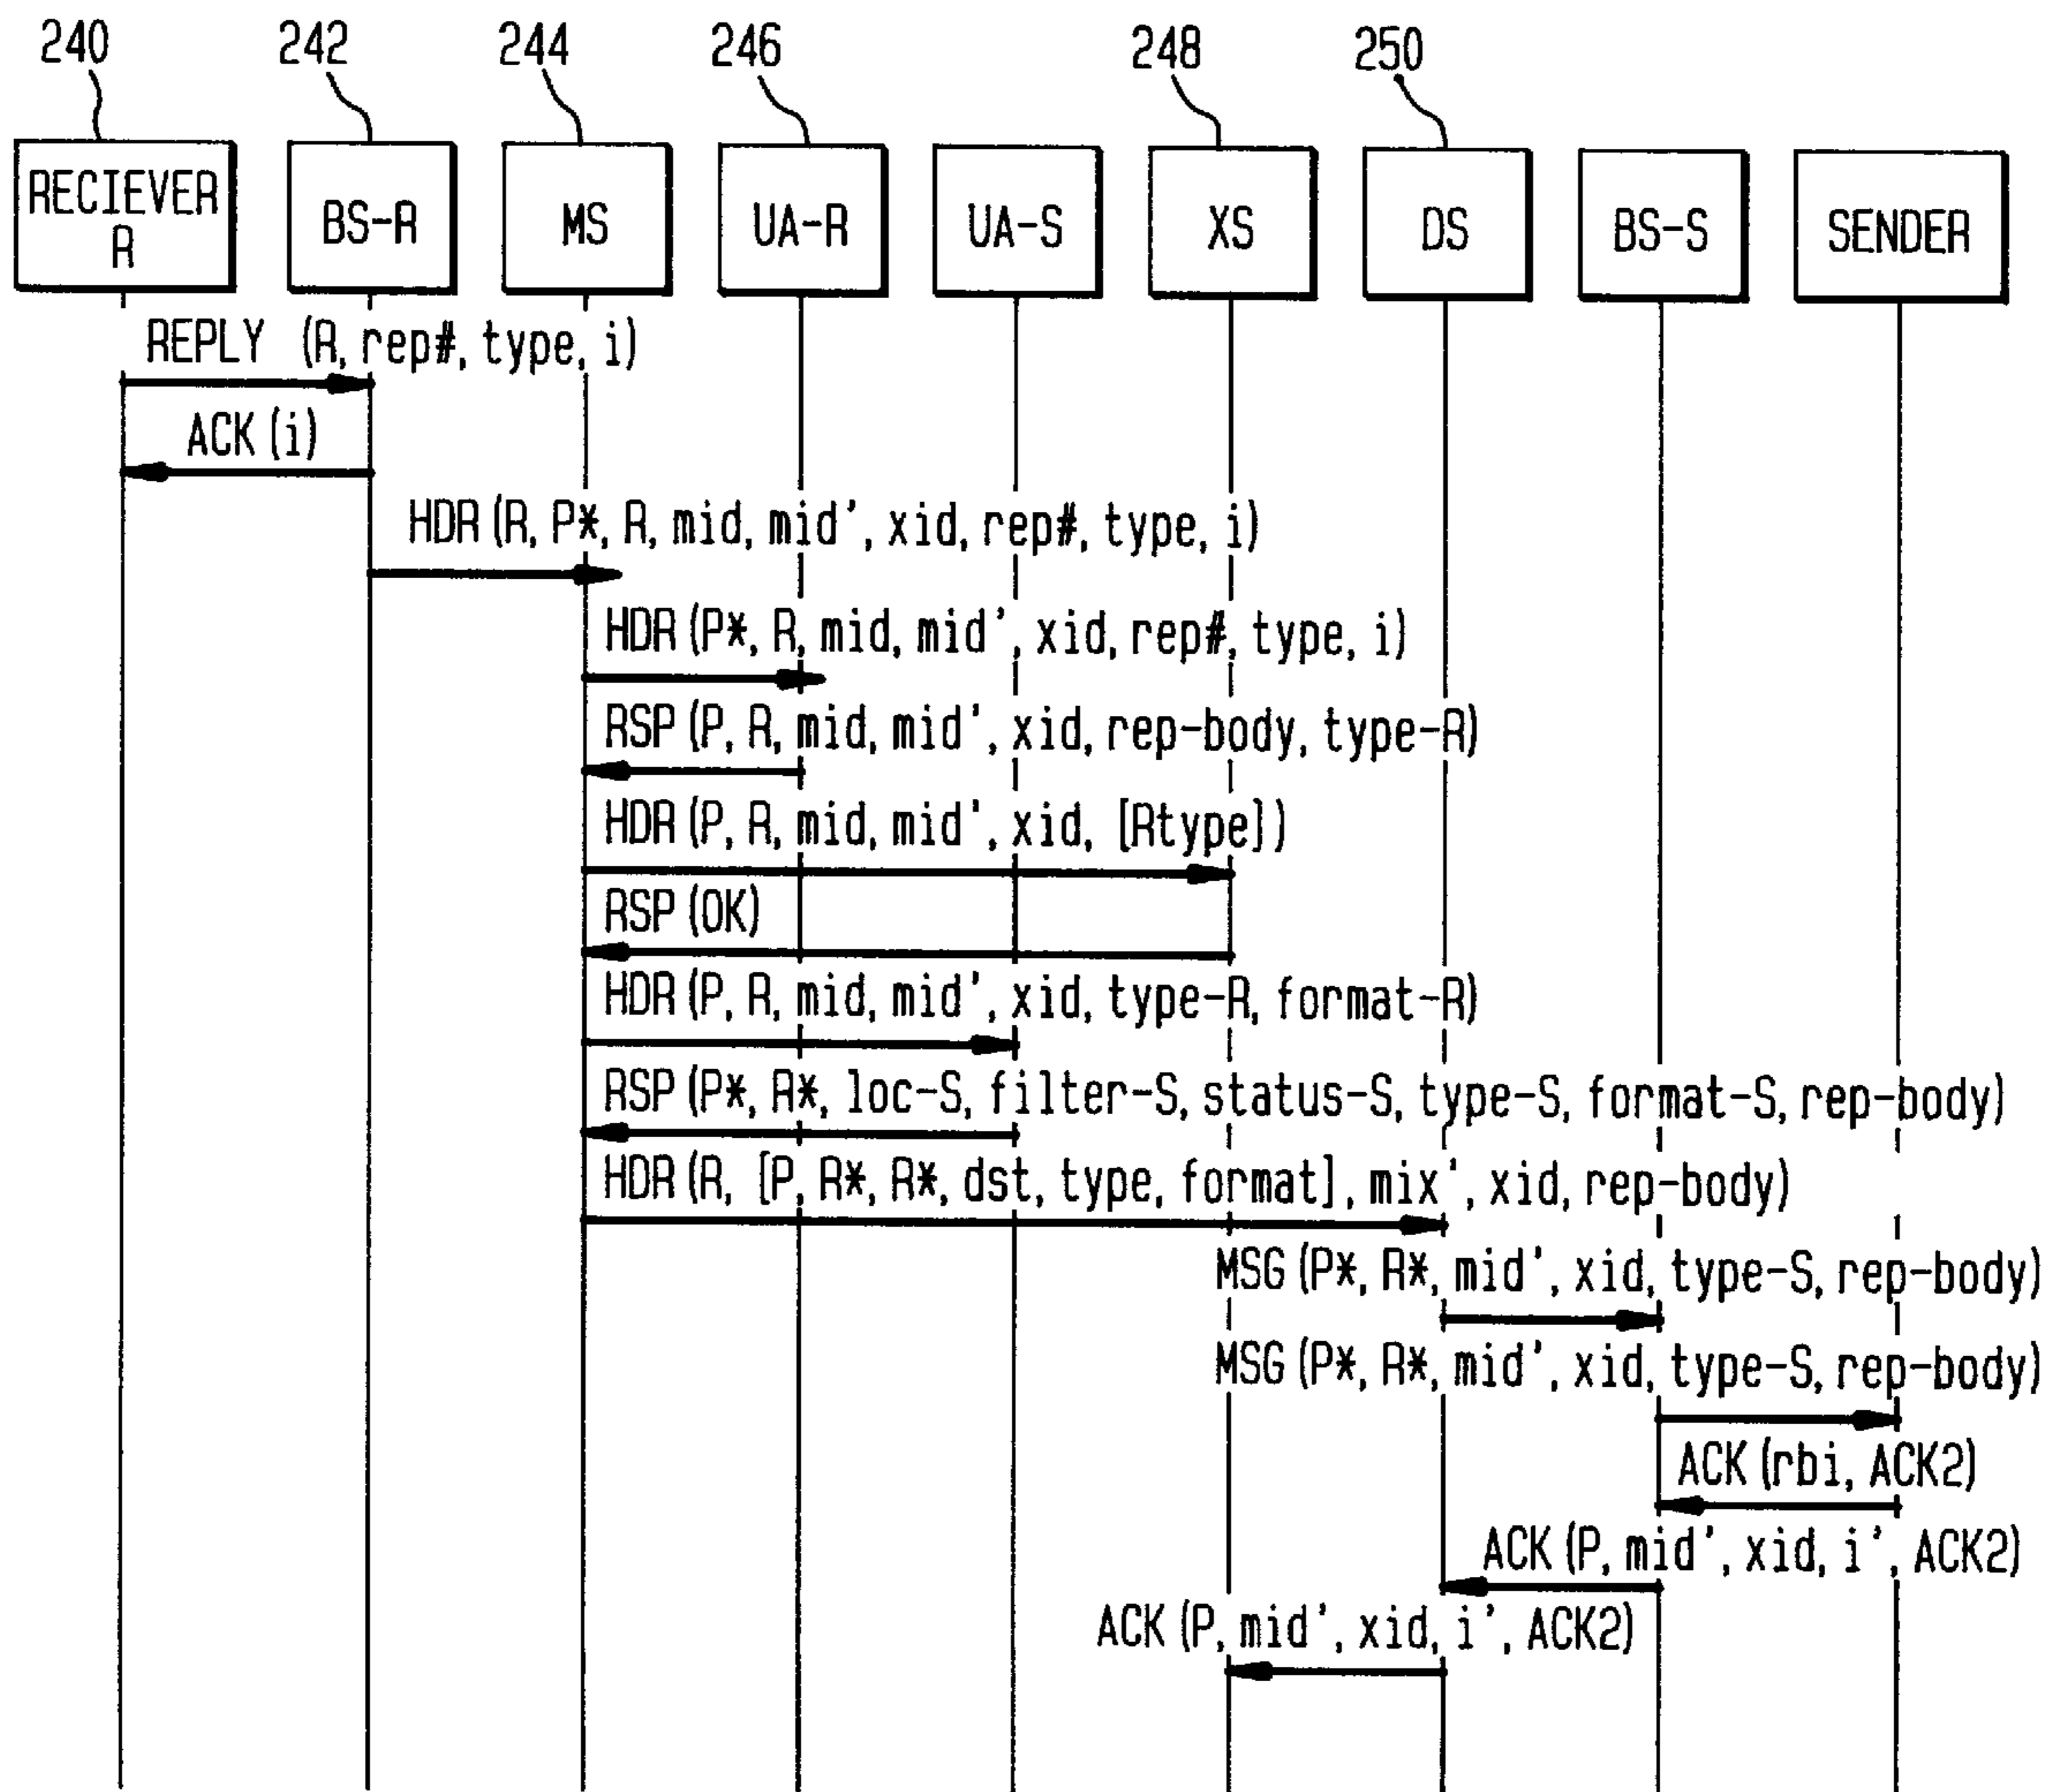 240 242 244 246 248 250
RECIEVER
R
BS-R MS UA-R UA-S XS DS BS-S SENDER
REPLY (R, rep#, type, i)
ACK (i)
HDR (R, P*, R, mid, mid', xid, rep#, type, i)
HDR (P*, R, mid, mid', xid, rep#, type, i)
RSP (P, R, mid, mid', xid, rep-body, type-R)
HDR (P, R, mid, mid', xid, [Rtype])
RSP (OK)
HDR (P, R, mid, mid', xid, type-R, format-R)
RSP (P*, R*, loc-S, filter-S, status-S, type-S, format-S, rep-body)
HDR (R, [P, R*, R*, dst, type, format], mix', xid, rep-body)
MSG (P*, R*, mid', xid, type-S, rep-body)
MSG (P*, R*, mid', xid, type-S, rep-body)
ACK (rbi, ACK2)
ACK (P, mid', xid, i', ACK2)
ACK (P, mid', xid, i', ACK2)